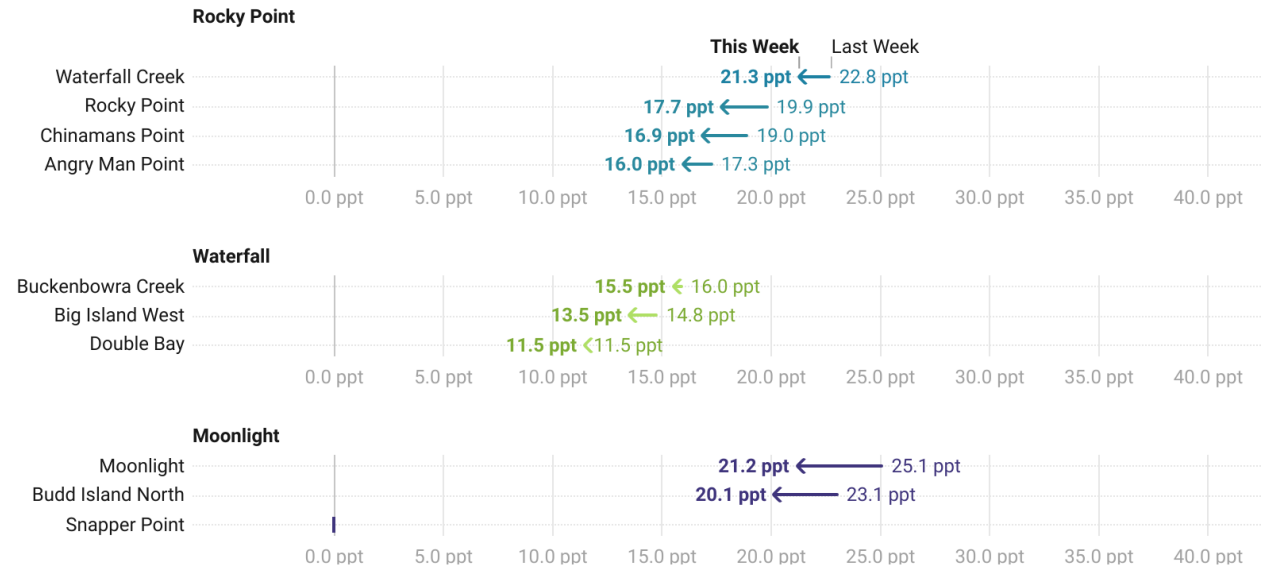 Rocky Point
This Week Last Week
Waterfall Creek 21.3 ppt 22.8 ppt
Rocky Point 17.7 ppt 19.9 ppt
Chinamans Point 16.9 ppt 19.0 ppt
Angry Man Point 16.0 ppt 17.3 ppt
0.0 ppt 5.0 ppt 10.0 ppt 15.0 ppt 20.0 ppt 25.0 ppt 30.0 ppt 35.0 ppt 40.0 ppt
Waterfall
Buckenbowra Creek 15.5 ppt 16.0 ppt
Big Island West 13.5 ppt 14.8 ppt
Double Bay 11.5 ppt 11.5 ppt
0.0 ppt 5.0 ppt 10.0 ppt 15.0 ppt 20.0 ppt 25.0 ppt 30.0 ppt 35.0 ppt 40.0 ppt
Moonlight
Moonlight 21.2 ppt 25.1 ppt
Budd Island North 20.1 ppt 23.1 ppt
Snapper Point
0.0 ppt 5.0 ppt 10.0 ppt 15.0 ppt 20.0 ppt 25.0 ppt 30.0 ppt 35.0 ppt 40.0 ppt